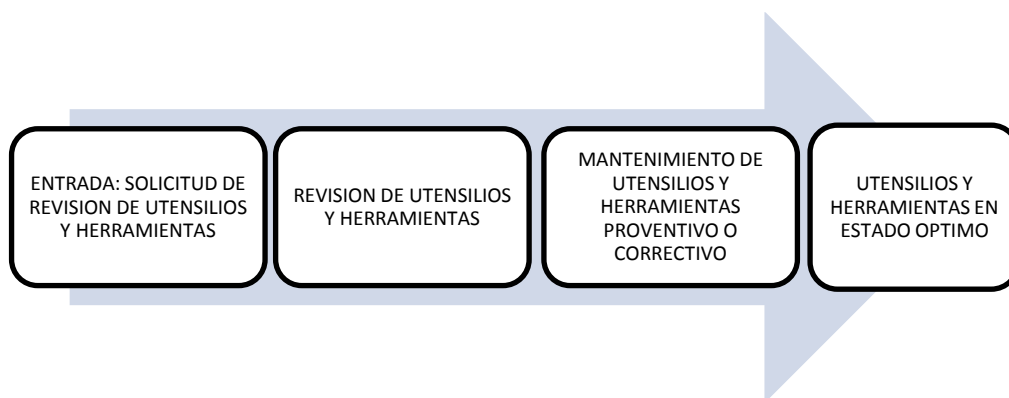 ENTRADA: SOLICITUD DE
REVISION DE UTENSILIOS
Y HERRAMIENTAS
REVISION DE UTENSILIOS
Y HERRAMIENTAS
MANTENIMIENTO DE
UTENSILIOS Y
HERRAMIENTAS
PROVENTIVO O
CORRECTIVO
UTENSILIOS Y
HERRAMIENTAS EN
ESTADO OPTIMO